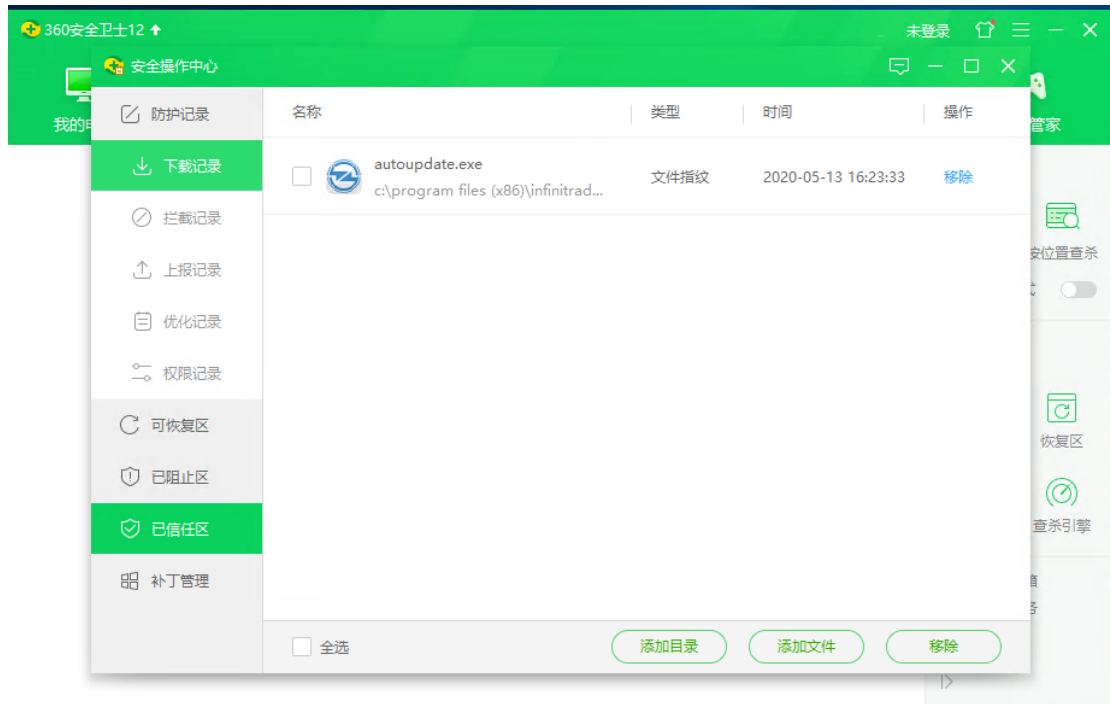 360安全卫士12
未登录
安全操作中心
我的
管家
防护记录
下载记录
拦截记录
上报记录
优化记录
权限记录
可恢复区
已阻止区
已信任区
补丁管理
名称
类型
时间
操作
autoupdate.exe
c:\program files (x86)\infinitrad...
文件指纹
2020-05-13 16:23:33
移除
全选
添加目录
添加文件
移除
按位置查杀
恢复区
查杀引擎